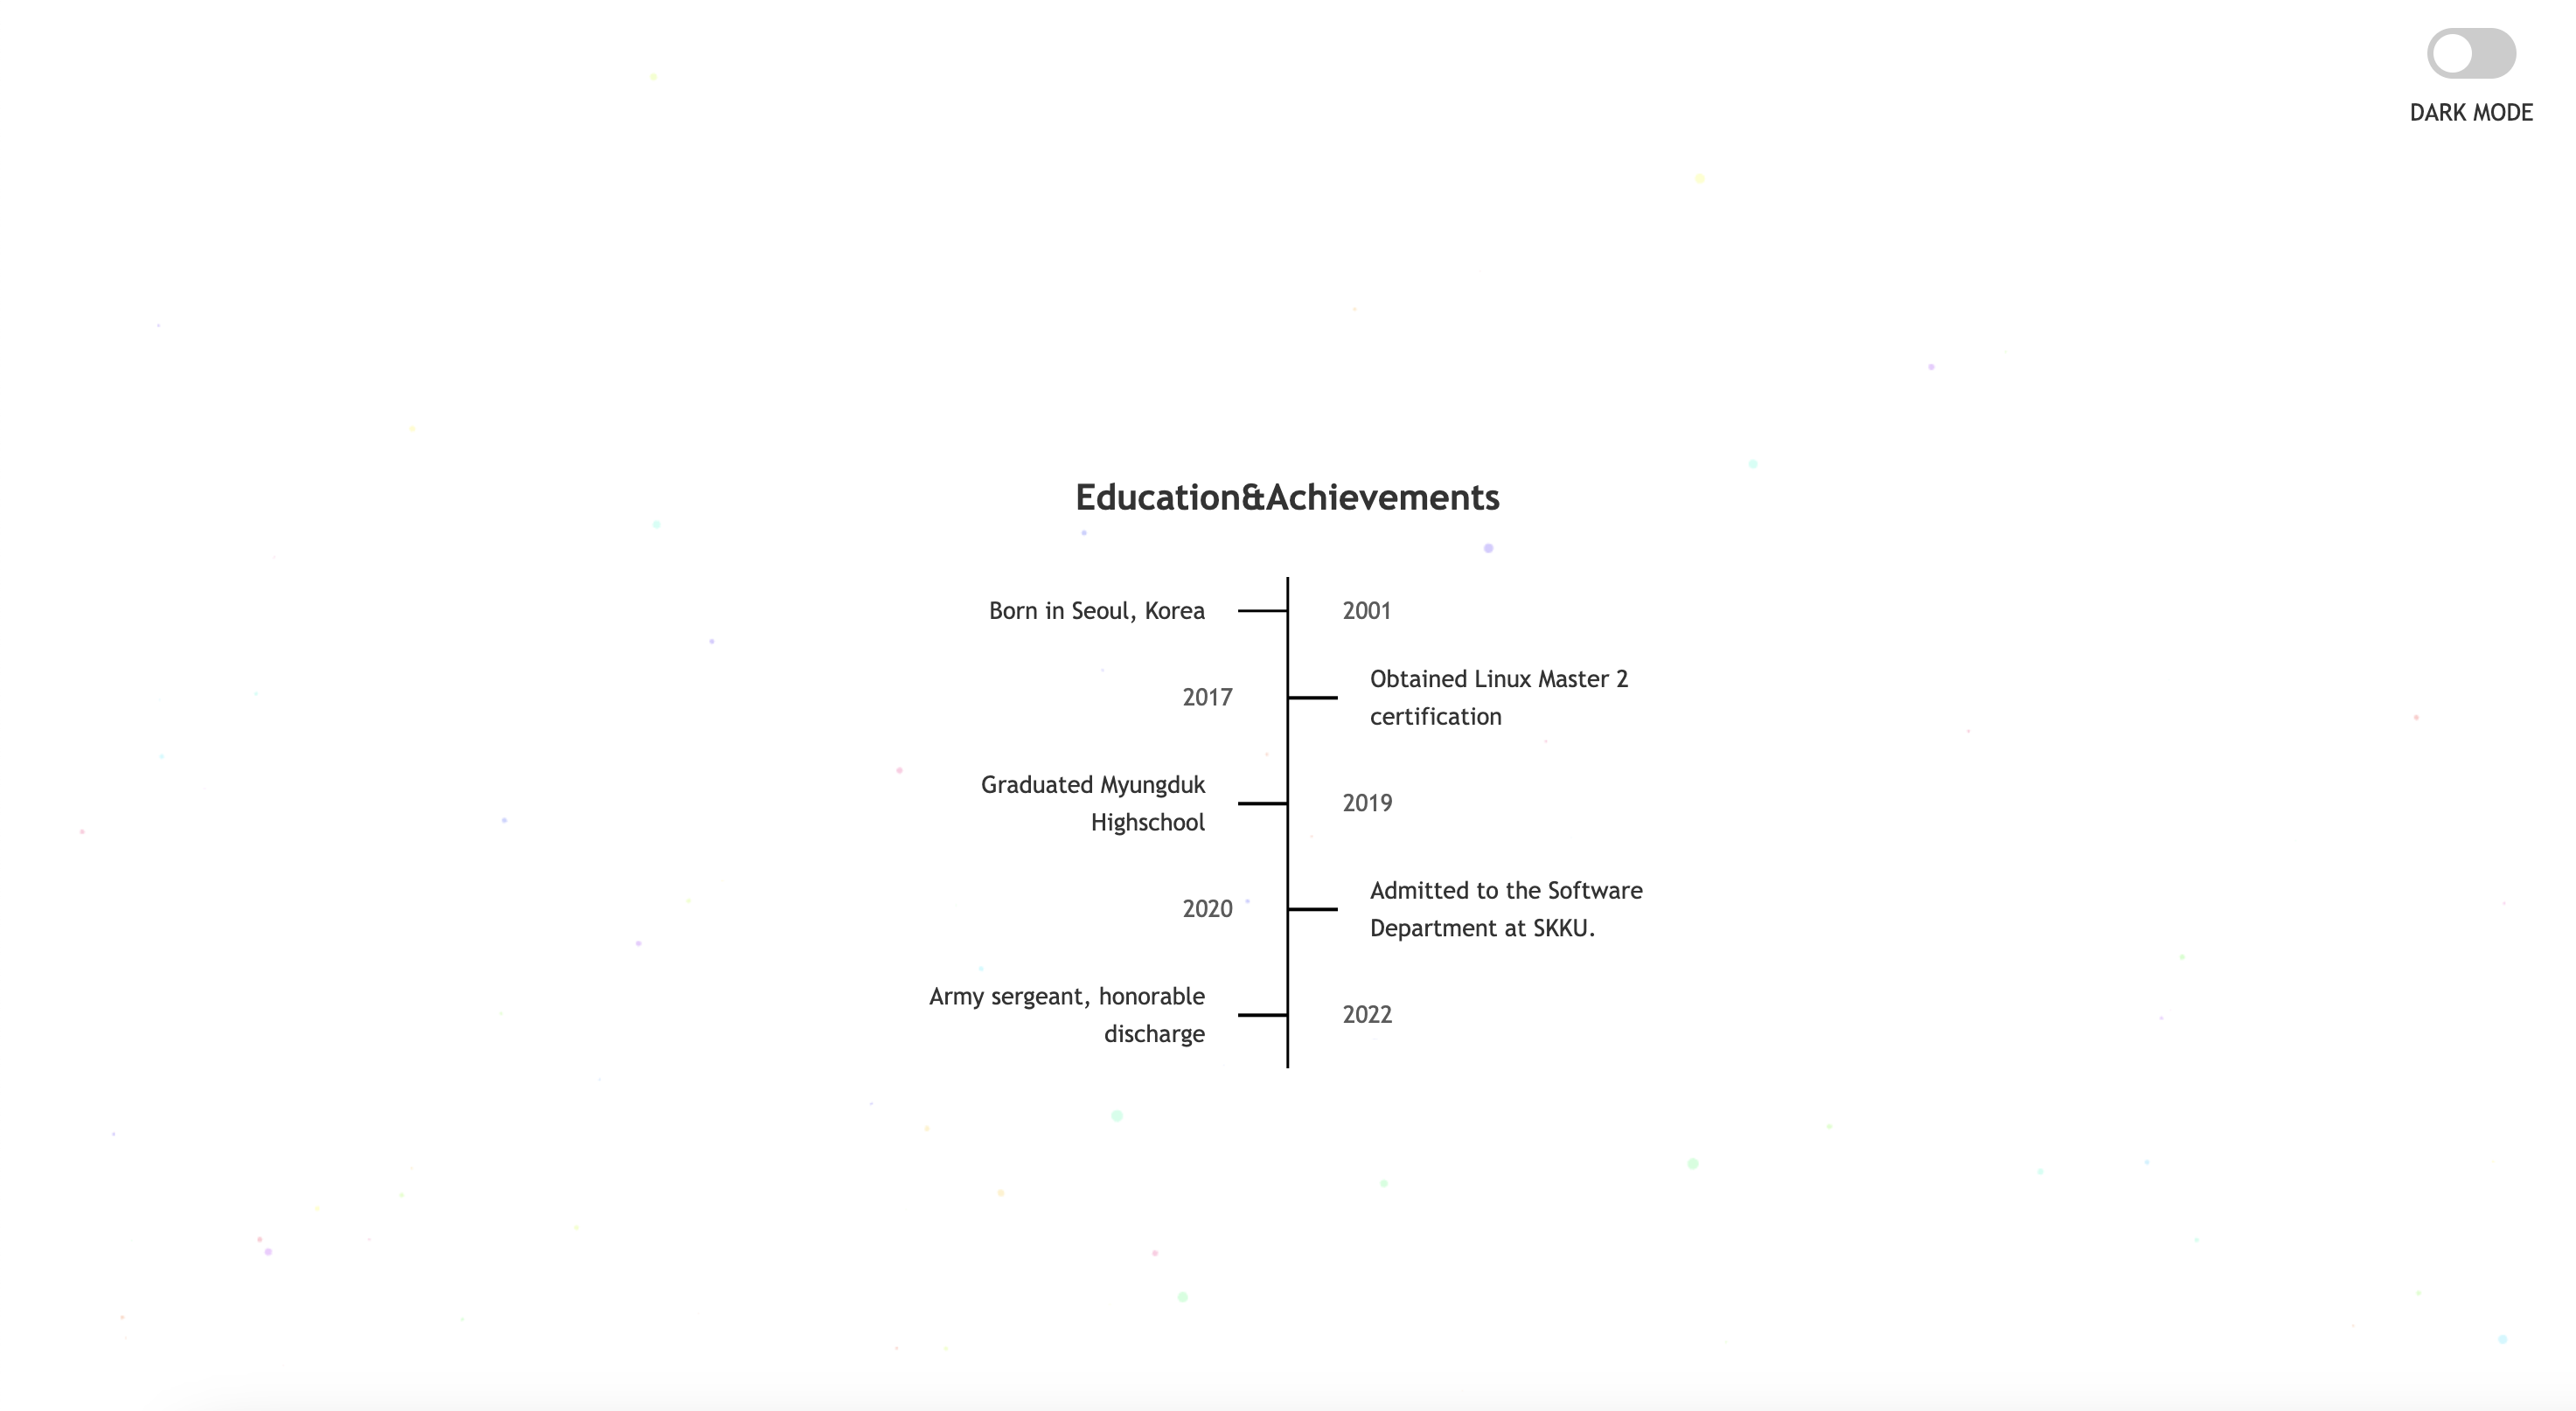 DARK MODE
Education&Achievements
Born in Seoul, Korea
2001
2017
Obtained Linux Master 2
certification
Graduated Myungduk
Highschool
2019
2020
Admitted to the Software
Department at SKKU.
Army sergeant, honorable
discharge
2022